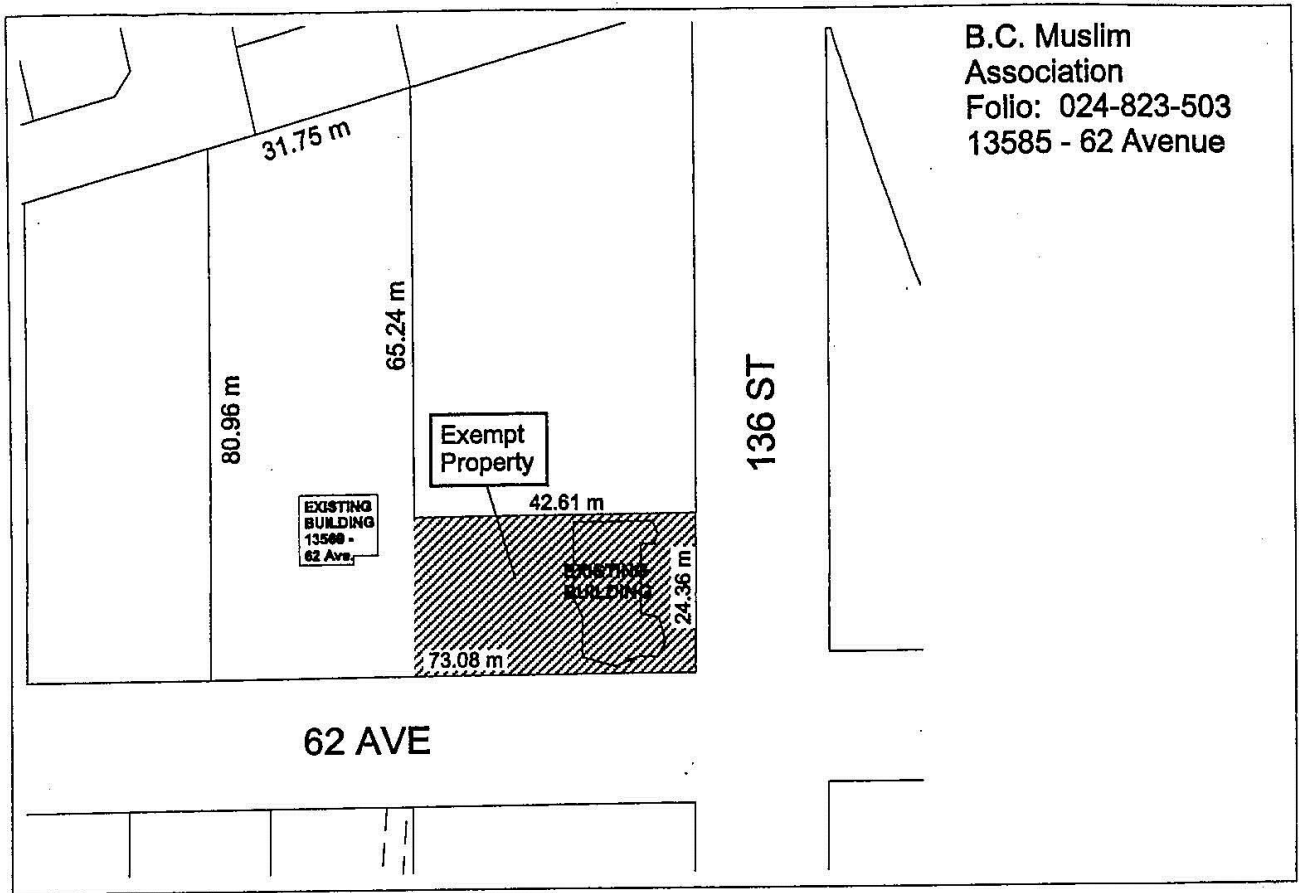 B.C. Muslim
Association
Folio: 024-823-503
13585 - 62 Avenue
31.75 m
65.24 m
80.96 m
136 ST
Exempt
Property
42.61 m
EXISTING
BUILDING
62 Ave.
EXISTING
BUILDING
24.36 m
73.08 m
62 AVE